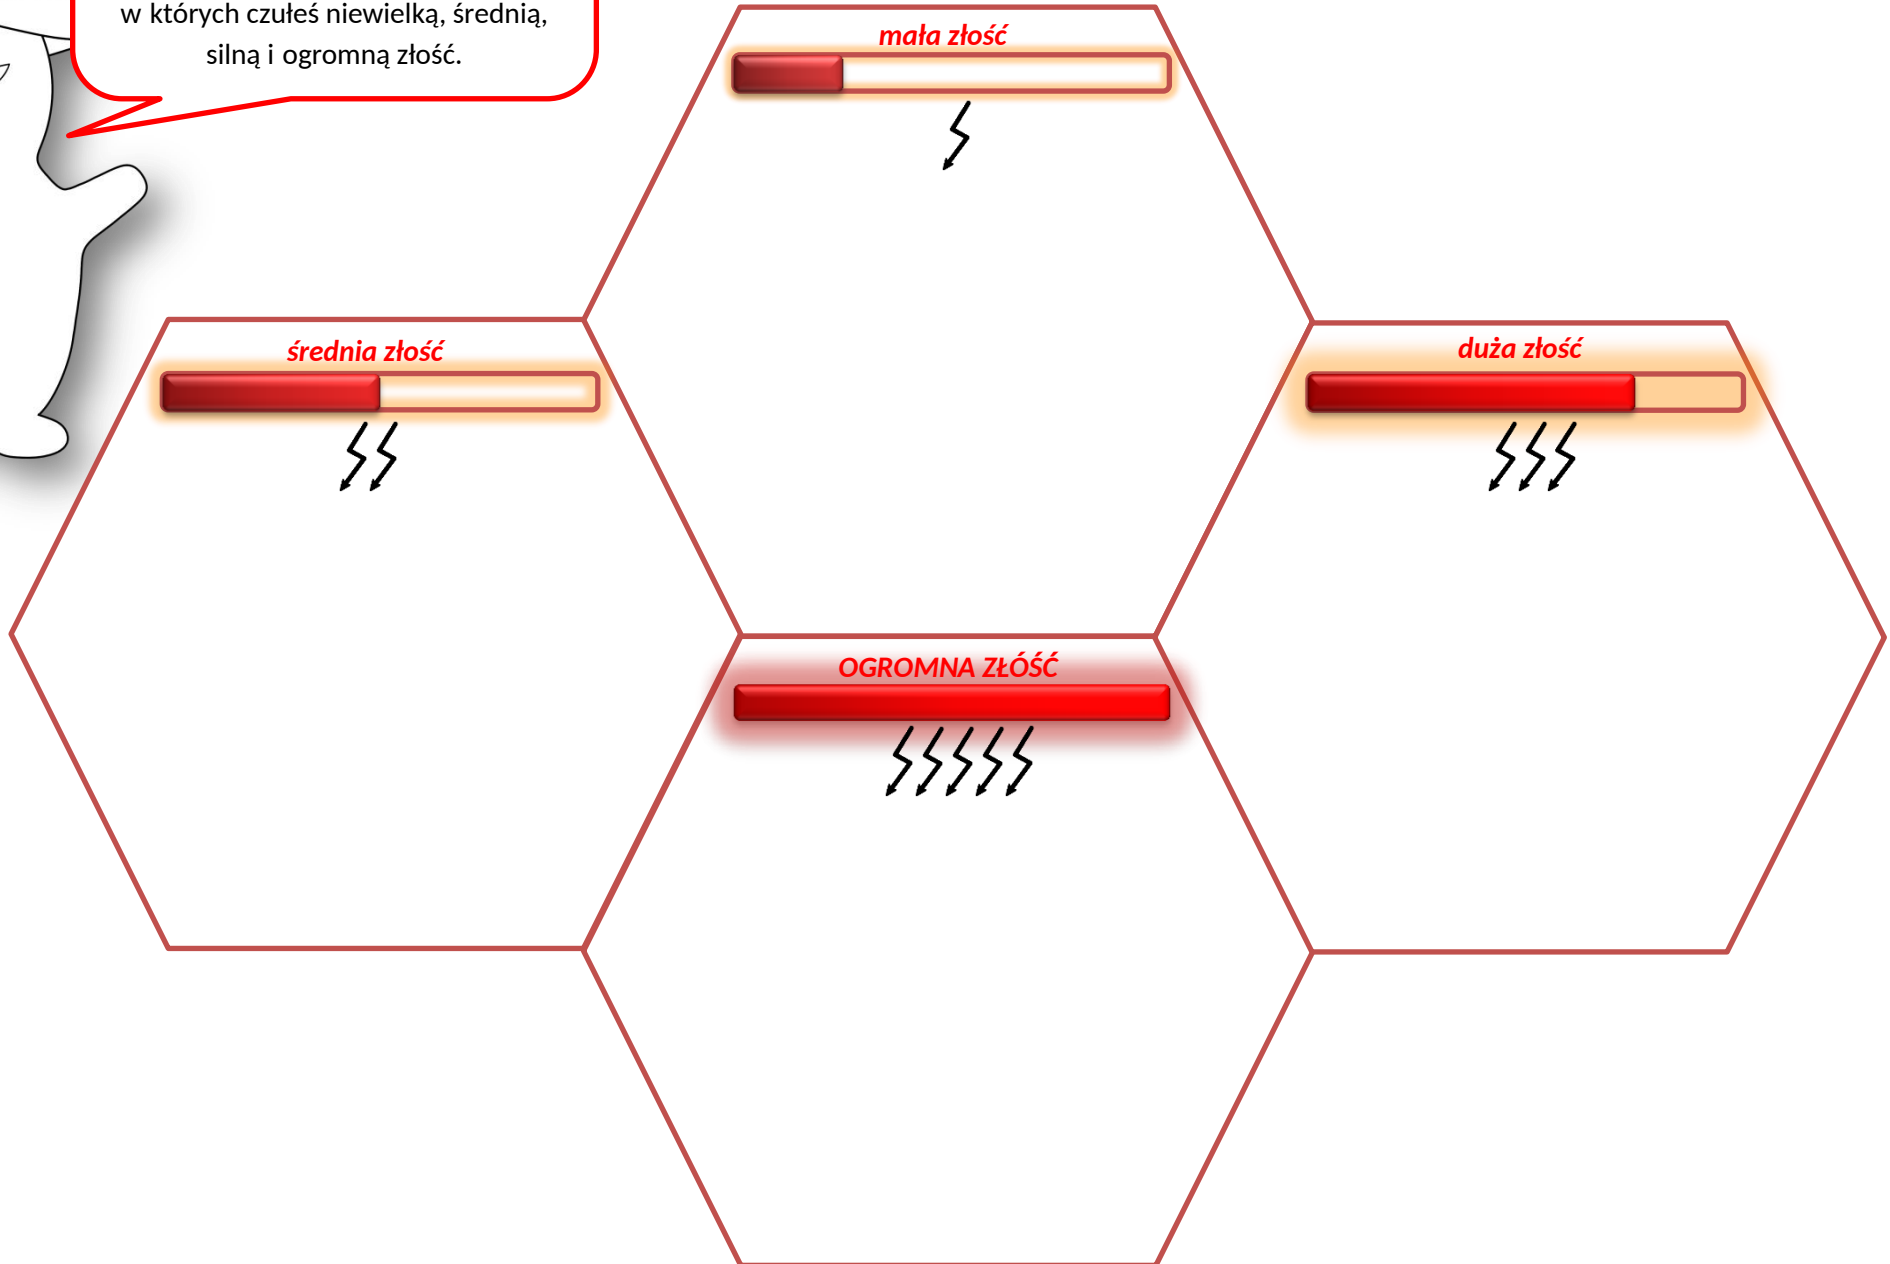 w których czułeś niewielką, średnią,
silną i ogromną złość.
mała złość
średnia złość
duża złość
OGROMNA ZŁÓŚĆ